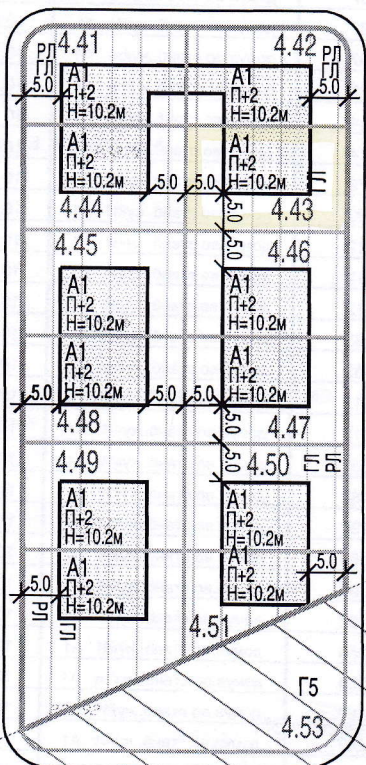 4.41
4.42
РЛ
ГЛ
5.0
А1
П+2
Н=10.2м
А1
П+2
Н=10.2м
РЛ
ГЛ
5.0
А1
П+2
Н=10.2м
А1
П+2
Н=10.2м
ГЛ
5.0
5.0
4.44
4.43
5.0
5.0
4.45
4.46
А1
П+2
Н=10.2м
А1
П+2
Н=10.2м
А1
П+2
Н=10.2м
А1
П+2
Н=10.2м
5.0
5.0
5.0
4.48
4.47
5.0
5.0
4.49
4.50
ГЛ
РЛ
А1
П+2
Н=10.2м
А1
П+2
Н=10.2м
А1
П+2
Н=10.2м
А1
П+2
Н=10.2м
5.0
5.0
РЛ
ГЛ
4.51
Г5
4.53